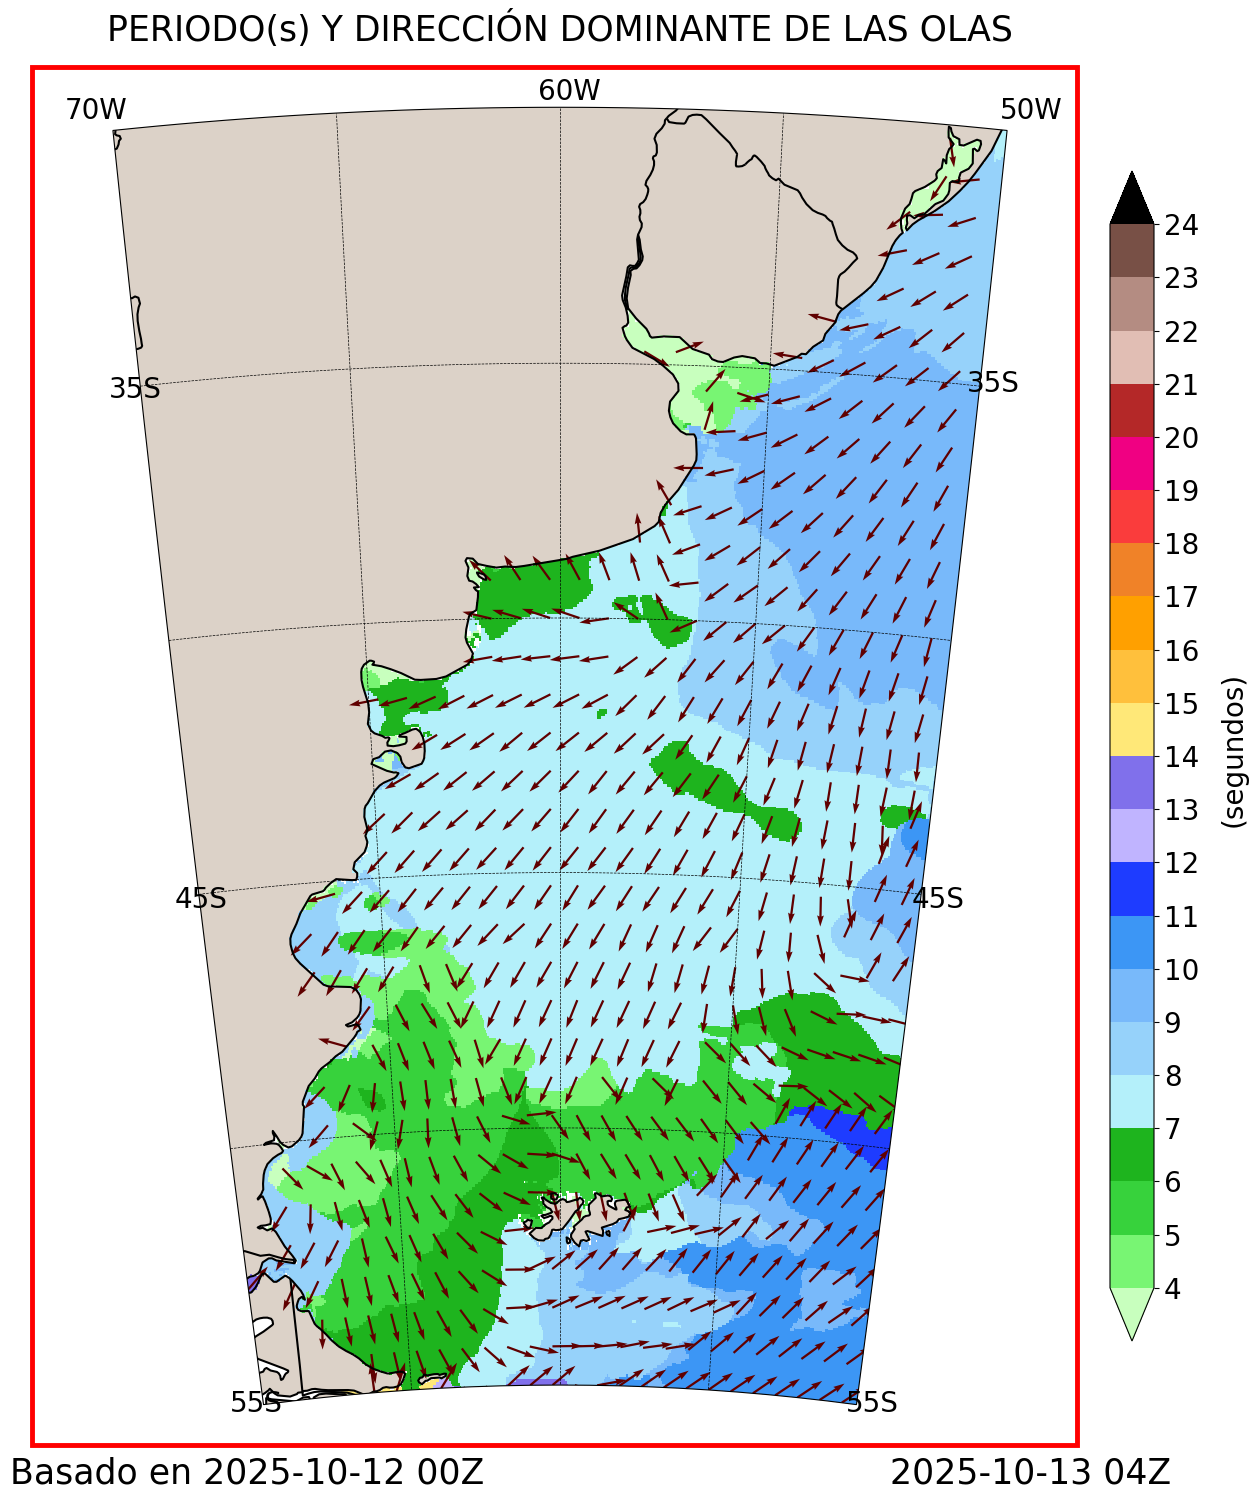 PERIODO(s) Y DIRECCIÓN DOMINANTE DE LAS OLAS
70W
60W
50W
35S
35S
45S
45S
55S
55S
24
23
22
21
20
19
18
17
16
15
14
13
12
11
10
9
8
7
6
5
4
(segundos)
Basado en 2025-10-12 00Z
2025-10-13 04Z